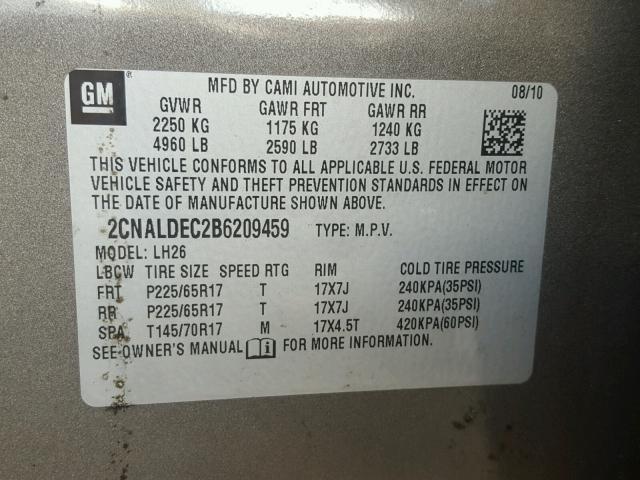 GM
MFD BY CAMI AUTOMOTIVE INC. 08/10
GVWR GAWR FRT GAWR RR
2250 KG 1175 KG 1240 KG
4960 LB 2590 LB 2733 LB
THIS VEHICLE CONFORMS TO ALL APPLICABLE U.S. FEDERAL MOTOR
VEHICLE SAFETY AND THEFT PREVENTION STANDARDS IN EFFECT ON
THE DATE OF MANUFACTURE SHOWN ABOVE.
2CNALDEC2B6209459 TYPE: M.P.V.
MODEL: LH26
LBCW TIRE SIZE SPEED RTG RIM COLD TIRE PRESSURE
FRT P225/65R17 T 17X7J 240KPA(35PSI)
RR P225/65R17 T 17X7J 240KPA(35PSI)
SPA T145/70R17 M 17X4.5T 420KPA(60PSI)
SEE OWNER'S MANUAL FOR MORE INFORMATION.